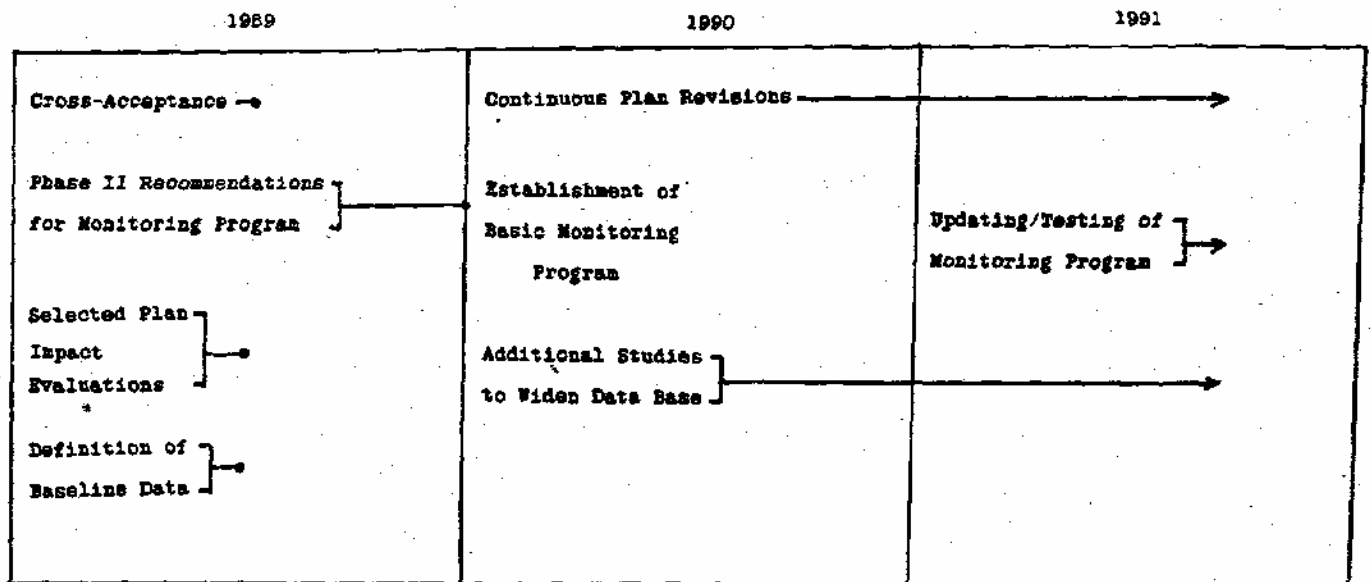 1989
1990
1991
Cross-Acceptance
Continuous Plan Revisions
Phase II Recommendations
for Monitoring Program
Establishment of
Basic Monitoring
Program
Updating/Testing of
Monitoring Program
Selected Plan
Impact
Evaluations
Additional Studies
to Widen Data Base
Definition of
Baseline Data